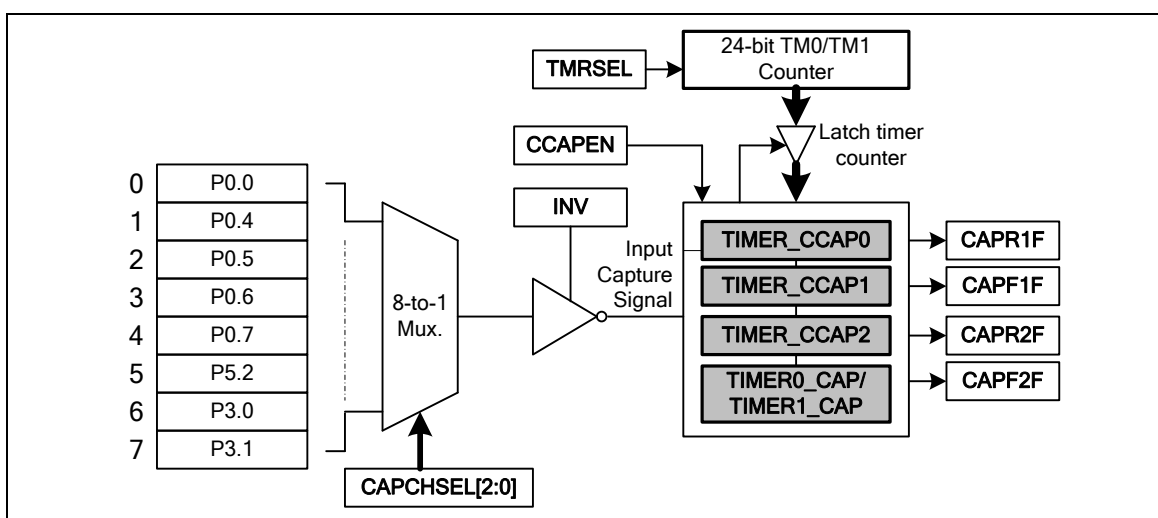 24-bit TM0/TM1
Counter
TMRSEL
Latch timer
counter
CCAPEN
INV
0 P0.0
1 P0.4
2 P0.5
3 P0.6
4 P0.7
5 P5.2
6 P3.0
7 P3.1
8-to-1
Mux.
CAPCHSEL[2:0]
Input
Capture
Signal
TIMER_CCAP0
TIMER_CCAP1
TIMER_CCAP2
TIMER0_CAP/
TIMER1_CAP
CAPR1F
CAPF1F
CAPR2F
CAPF2F